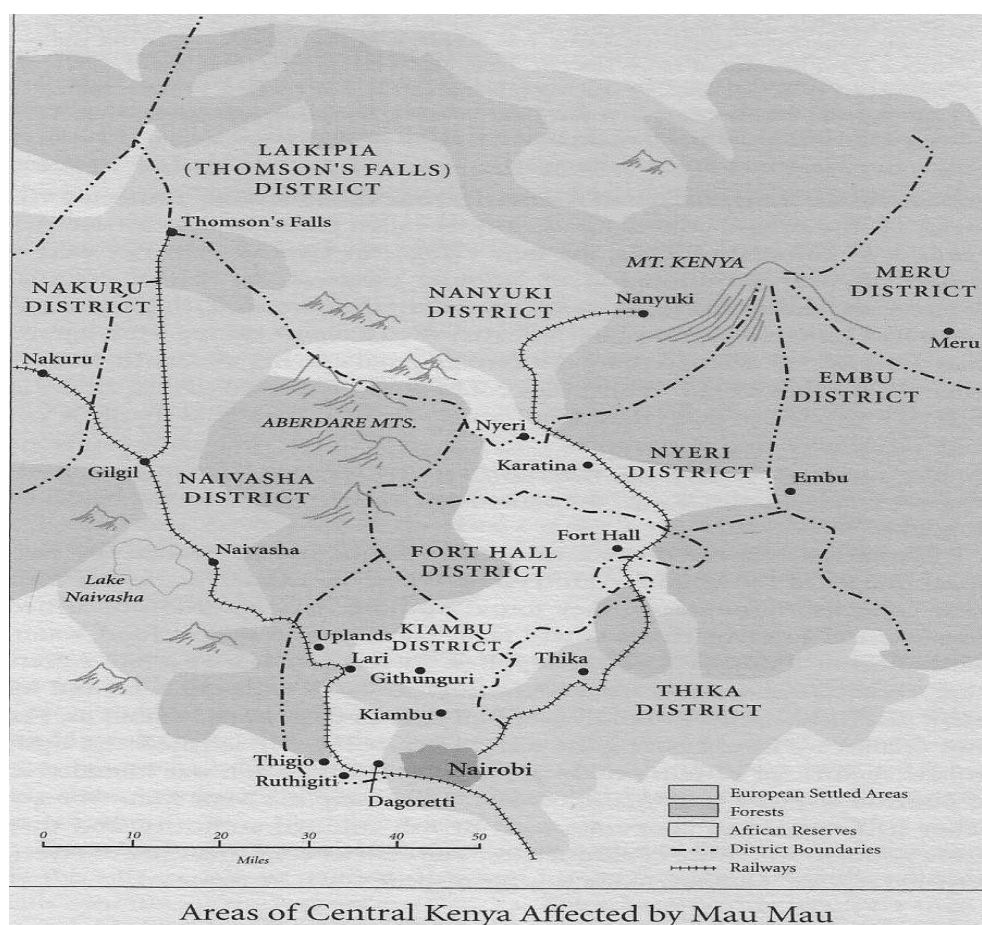 LAIKIPIA
(THOMSON'S FALLS)
DISTRICT
Thomson's Falls
MT. KENYA
MERU
DISTRICT
NAKURU
DISTRICT
NANYUKI
DISTRICT
Nanyuki
Meru
Nakuru
EMBU
DISTRICT
ABERDARE MTS.
Nyeri
Karatina
NYERI
DISTRICT
Gilgil
NAIVASHA
DISTRICT
Embu
Naivasha
FORT HALL
DISTRICT
Fort Hall
Lake
Naivasha
Uplands
KIAMBU
DISTRICT
Lari
Githunguri
Thika
THIKA
DISTRICT
Kiambu
Thigio
Ruthigiti
Dagoretti
Nairobi
European Settled Areas
Forests
African Reserves
District Boundaries
Railways
0 10 20 30 40 50
Miles
Areas of Central Kenya Affected by Mau Mau